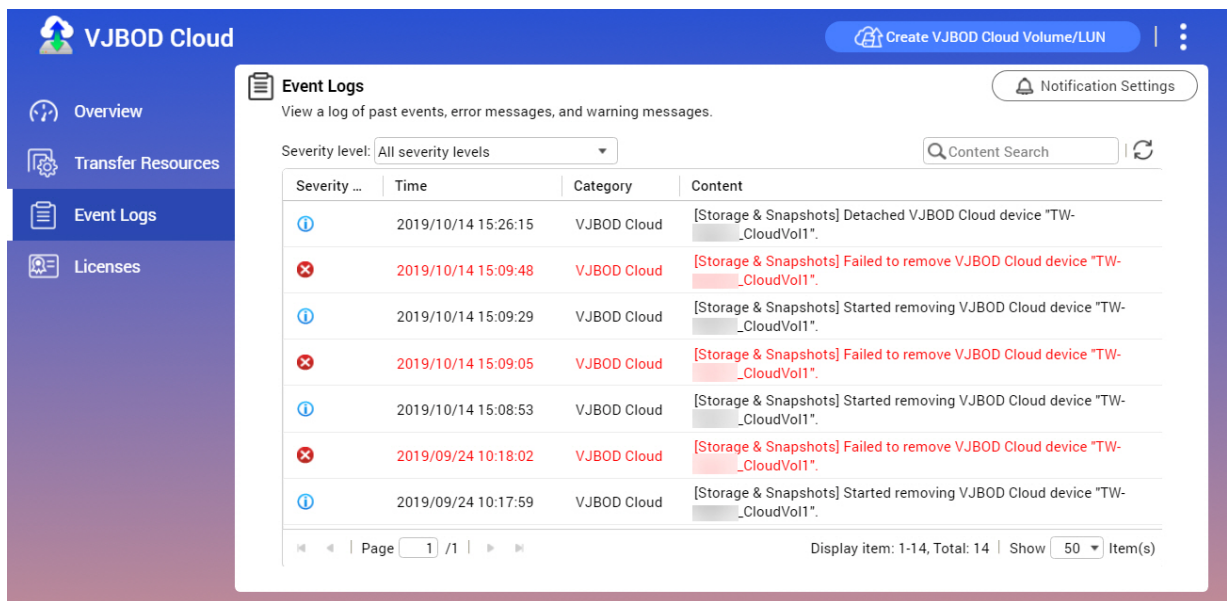 VJBOD Cloud
Create VJBOD Cloud Volume/LUN
Overview
Transfer Resources
Event Logs
Licenses
Event Logs
Notification Settings
View a log of past events, error messages, and warning messages.
Severity level: All severity levels
Content Search
Severity ... Time Category Content
2019/10/14 15:26:15 VJBOD Cloud [Storage & Snapshots] Detached VJBOD Cloud device "TW-
_CloudVol1".
2019/10/14 15:09:48 VJBOD Cloud [Storage & Snapshots] Failed to remove VJBOD Cloud device "TW-
_CloudVol1".
2019/10/14 15:09:29 VJBOD Cloud [Storage & Snapshots] Started removing VJBOD Cloud device "TW-
_CloudVol1".
2019/10/14 15:09:05 VJBOD Cloud [Storage & Snapshots] Failed to remove VJBOD Cloud device "TW-
_CloudVol1".
2019/10/14 15:08:53 VJBOD Cloud [Storage & Snapshots] Started removing VJBOD Cloud device "TW-
_CloudVol1".
2019/09/24 10:18:02 VJBOD Cloud [Storage & Snapshots] Failed to remove VJBOD Cloud device "TW-
_CloudVol1".
2019/09/24 10:17:59 VJBOD Cloud [Storage & Snapshots] Started removing VJBOD Cloud device "TW-
_CloudVol1".
Page 1 /1 Display item: 1-14, Total: 14 Show 50 Item(s)